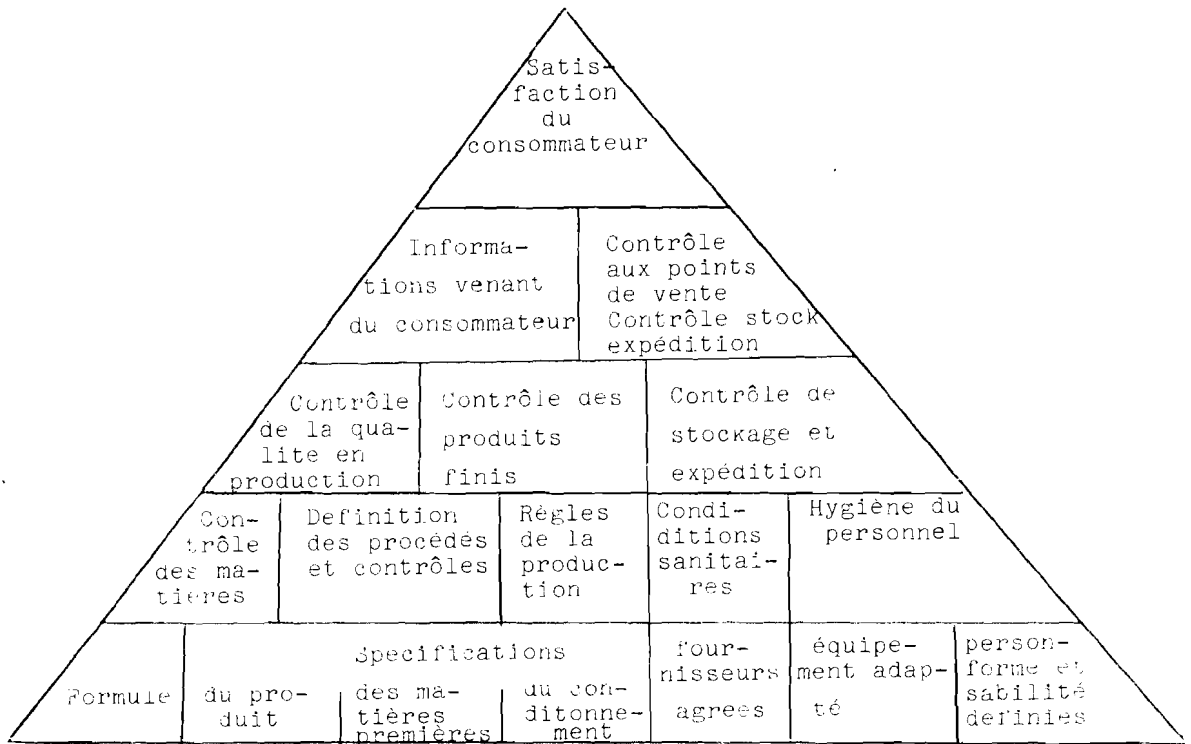 Satis-
faction
du
consommateur
Informa-
tions venant
du consommateur
Contrôle
aux points
de vente
Contrôle stock
expédition
Contrôle
de la qua-
lite en
production
Contrôle des
produits
finis
Contrôle de
stockage et
expédition
Con-
trôle
des ma-
tières
Definition
des procédés
et contrôles
Règles
de la
produc-
tion
Condi-
ditions
sanitai-
res
Hygiène du
personnel
Formule
Specifications
du pro-
duit
des ma-
tières
premières
du con-
ditonne-
ment
four-
nisseurs
agrees
équipe-
ment adap-
té
person-
forme et
sabilité
definies